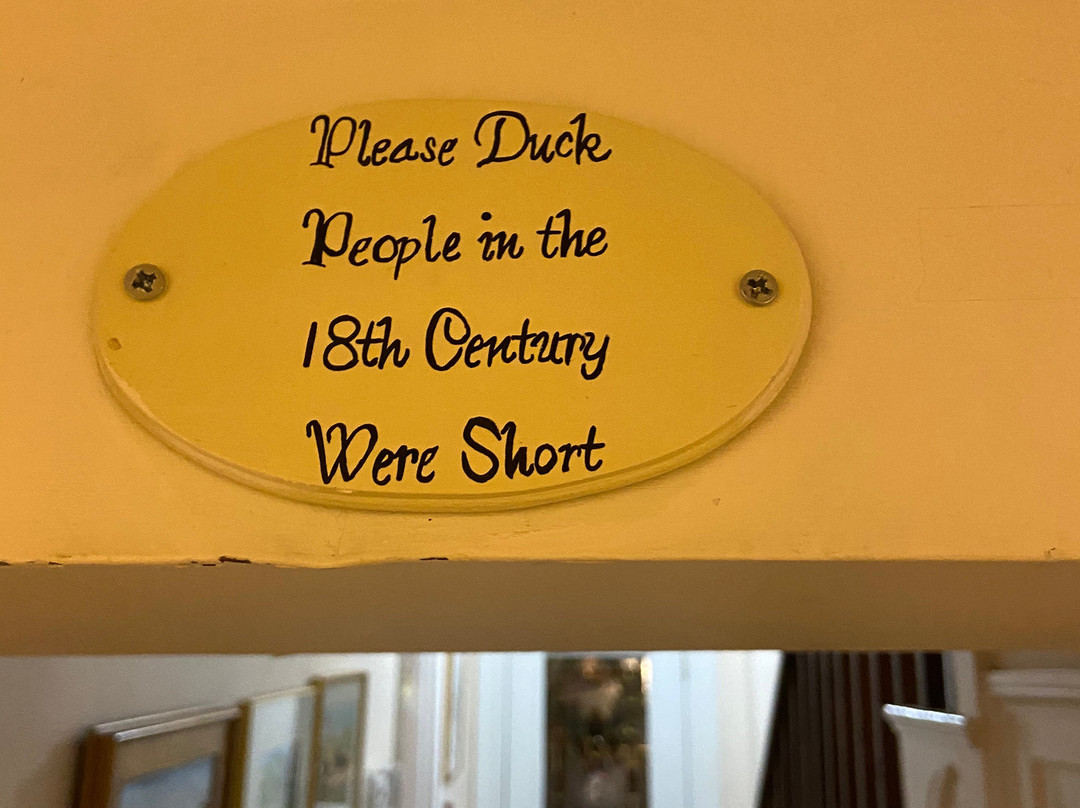 Please Duck
People in the
18th Century
Were Short